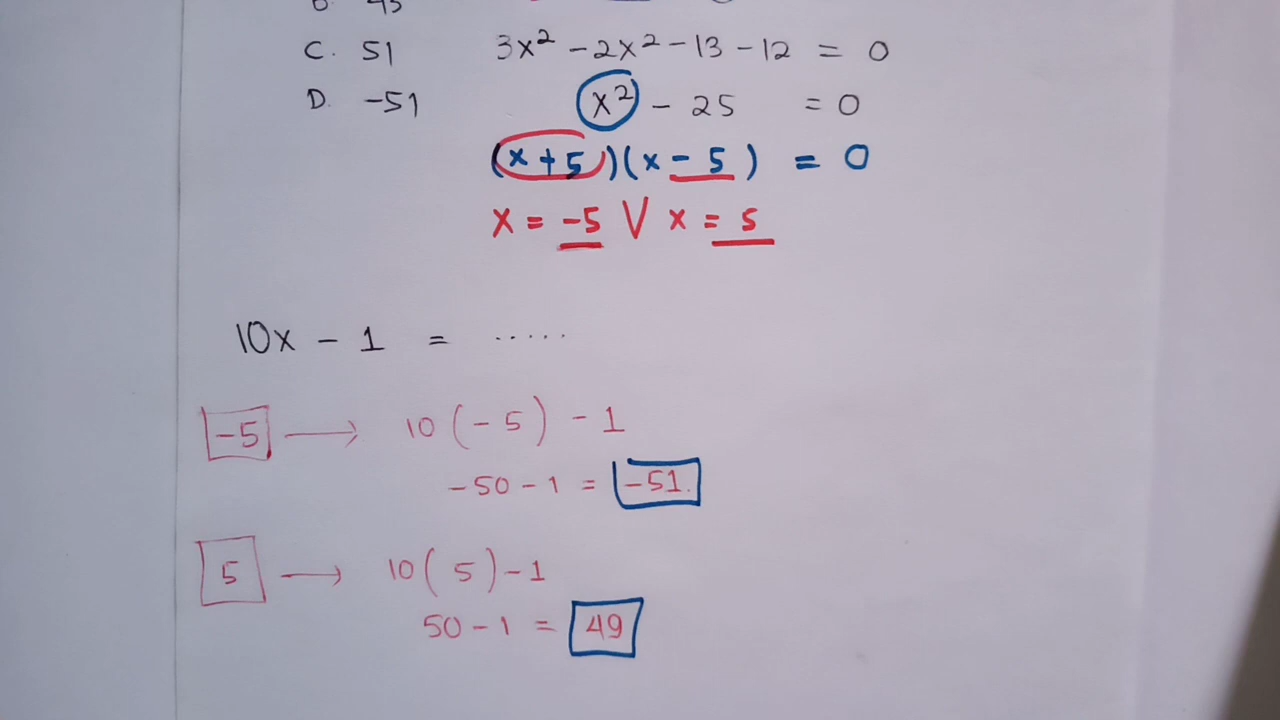 C. 51 3x² - 2x² - 13 - 12 = 0
D. -51 x² - 25 = 0
(x + 5)(x - 5) = 0
x = -5 V x = 5
10x - 1 = .....
-5 → 10(-5) - 1
-50 - 1 = -51.
5 → 10(5) - 1
50 - 1 = 49